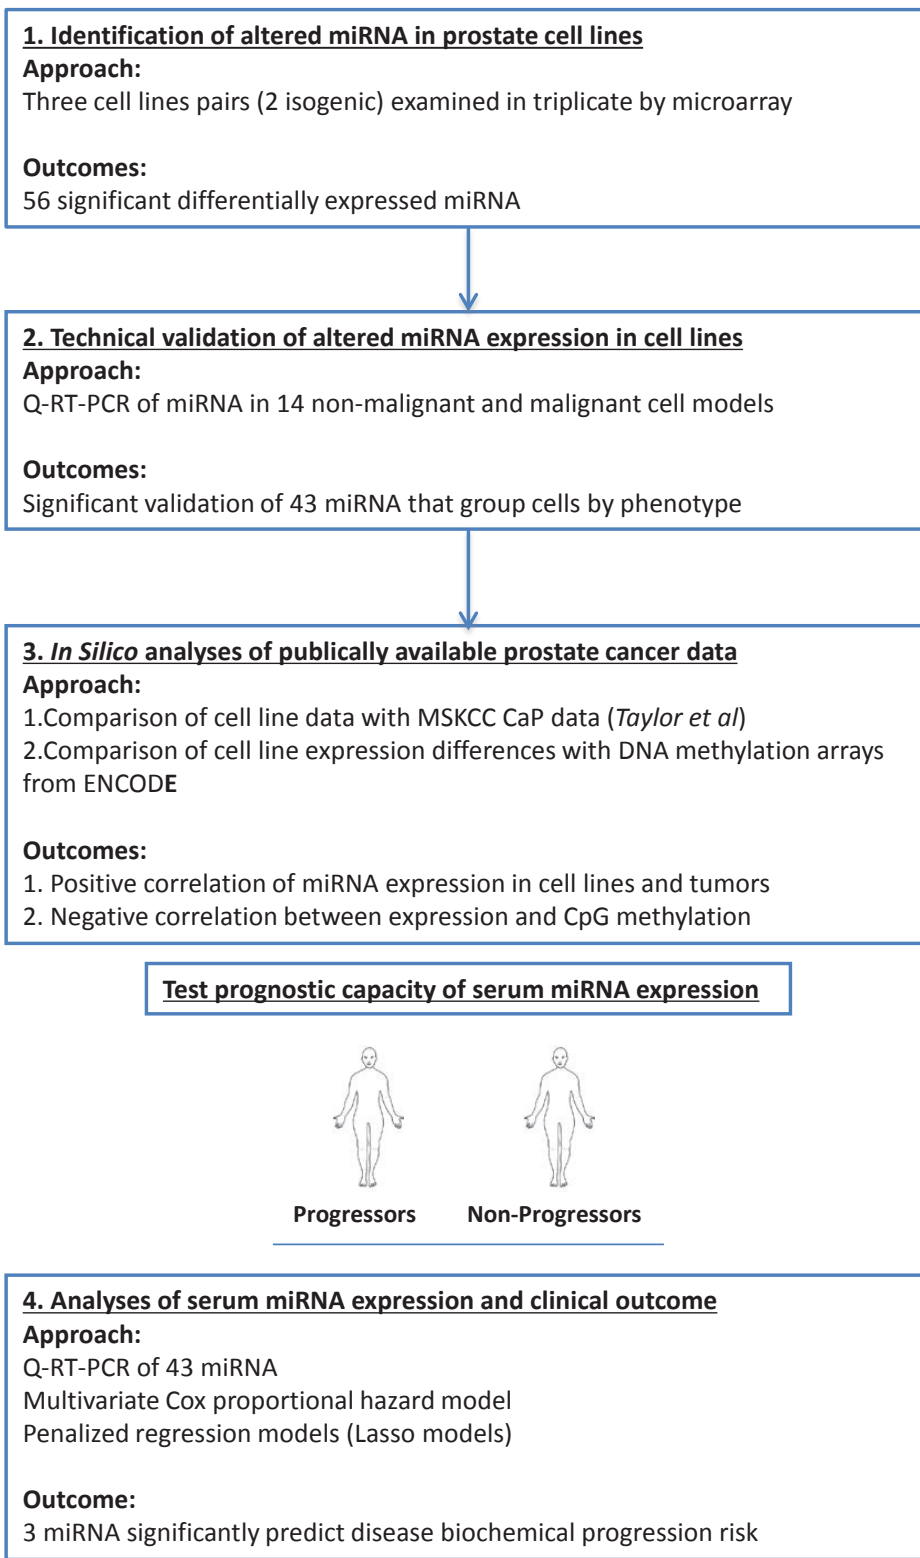 1. Identification of altered miRNA in prostate cell lines
Approach:
Three cell lines pairs (2 isogenic) examined in triplicate by microarray
Outcomes:
56 significant differentially expressed miRNA
2. Technical validation of altered miRNA expression in cell lines
Approach:
Q-RT-PCR of miRNA in 14 non-malignant and malignant cell models
Outcomes:
Significant validation of 43 miRNA that group cells by phenotype
3. In Silico analyses of publically available prostate cancer data
Approach:
1.Comparison of cell line data with MSKCC CaP data (Taylor et al)
2.Comparison of cell line expression differences with DNA methylation arrays
from ENCODE
Outcomes:
1. Positive correlation of miRNA expression in cell lines and tumors
2. Negative correlation between expression and CpG methylation
Test prognostic capacity of serum miRNA expression
Progressors Non-Progressors
4. Analyses of serum miRNA expression and clinical outcome
Approach:
Q-RT-PCR of 43 miRNA
Multivariate Cox proportional hazard model
Penalized regression models (Lasso models)
Outcome:
3 miRNA significantly predict disease biochemical progression risk